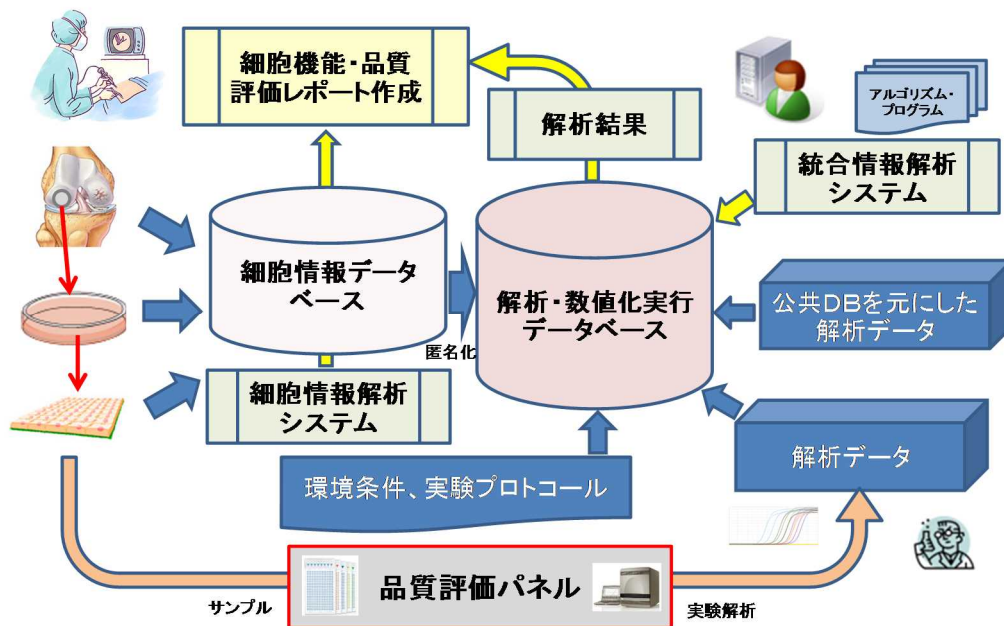 細胞機能・品質
評価レポート作成
解析結果
アルゴリズム・
プログラム
統合情報解析
システム
細胞情報データ
ベース
匿名化
解析・数値化実行
データベース
公共DBを元にした
解析データ
細胞情報解析
システム
環境条件、実験プロトコール
解析データ
品質評価パネル
サンプル
実験解析